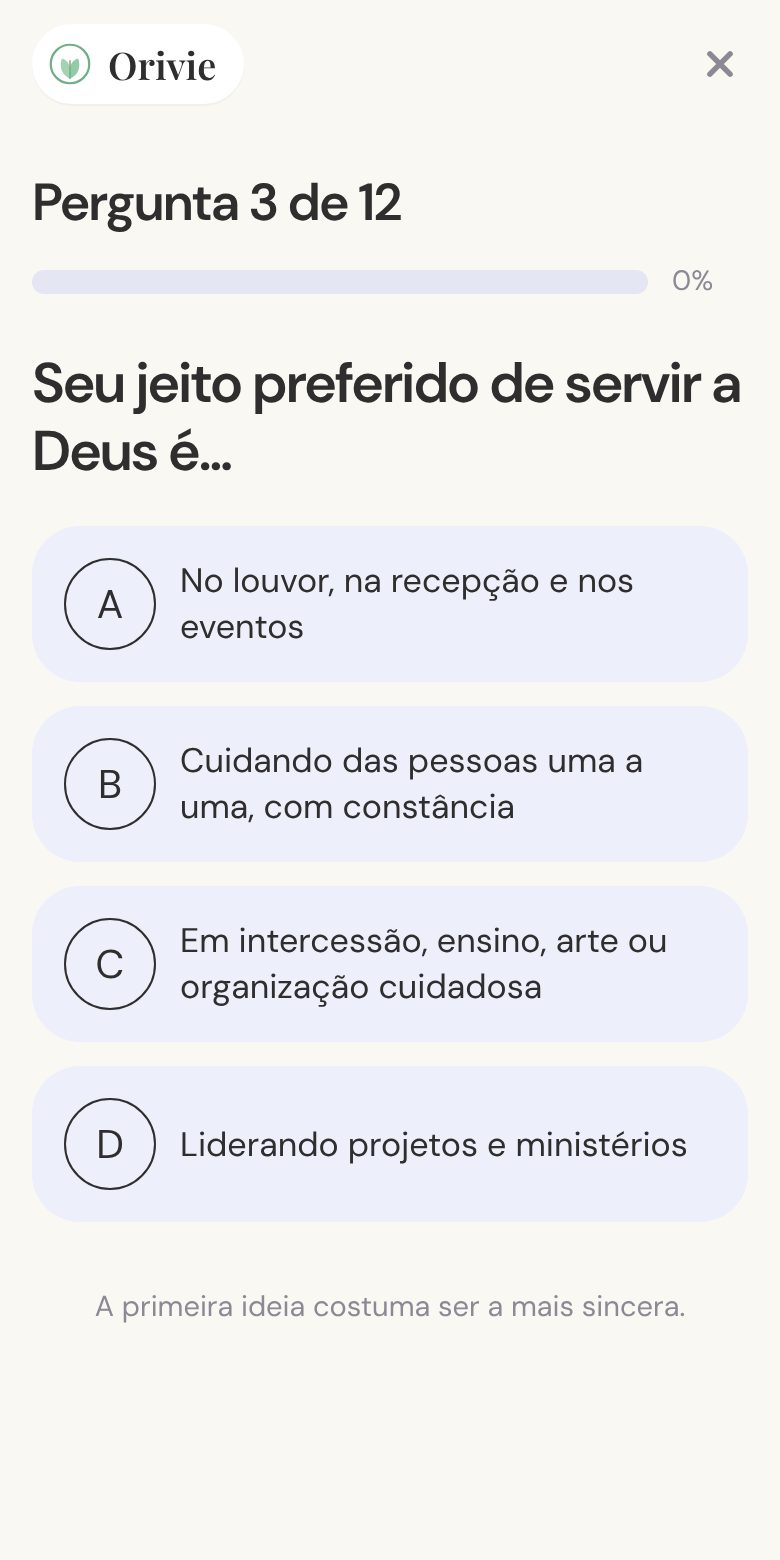 Orivie
Pergunta 3 de 12
0%
Seu jeito preferido de servir a
Deus é...
A
No louvor, na recepção e nos
eventos
B
Cuidando das pessoas uma a
uma, com constância
C
Em intercessão, ensino, arte ou
organização cuidadosa
D
Liderando projetos e ministérios
A primeira ideia costuma ser a mais sincera.